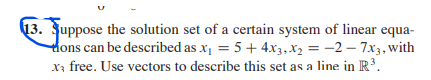 13. Suppose the solution set of a certain system of linear equa-
tions can be described as x₁ = 5 + 4x₃, x₂ = −2 − 7x₃, with
x₃ free. Use vectors to describe this set as a line in ℝ³.